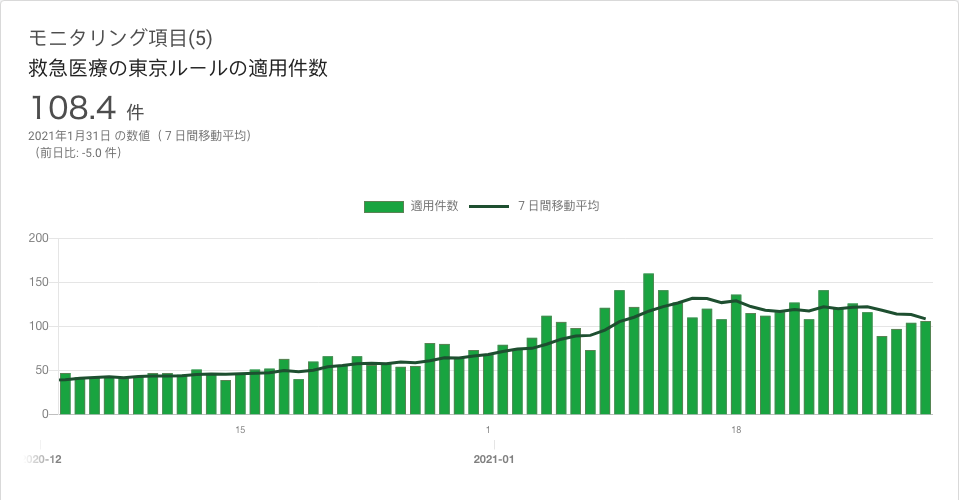 モニタリング項目(5)
救急医療の東京ルールの適用件数
108.4 件
2021年1月31日 の数値（７日間移動平均）
（前日比: -5.0 件）
適用件数 ７日間移動平均
200
150
100
50
0
15 1 18
020-12 2021-01